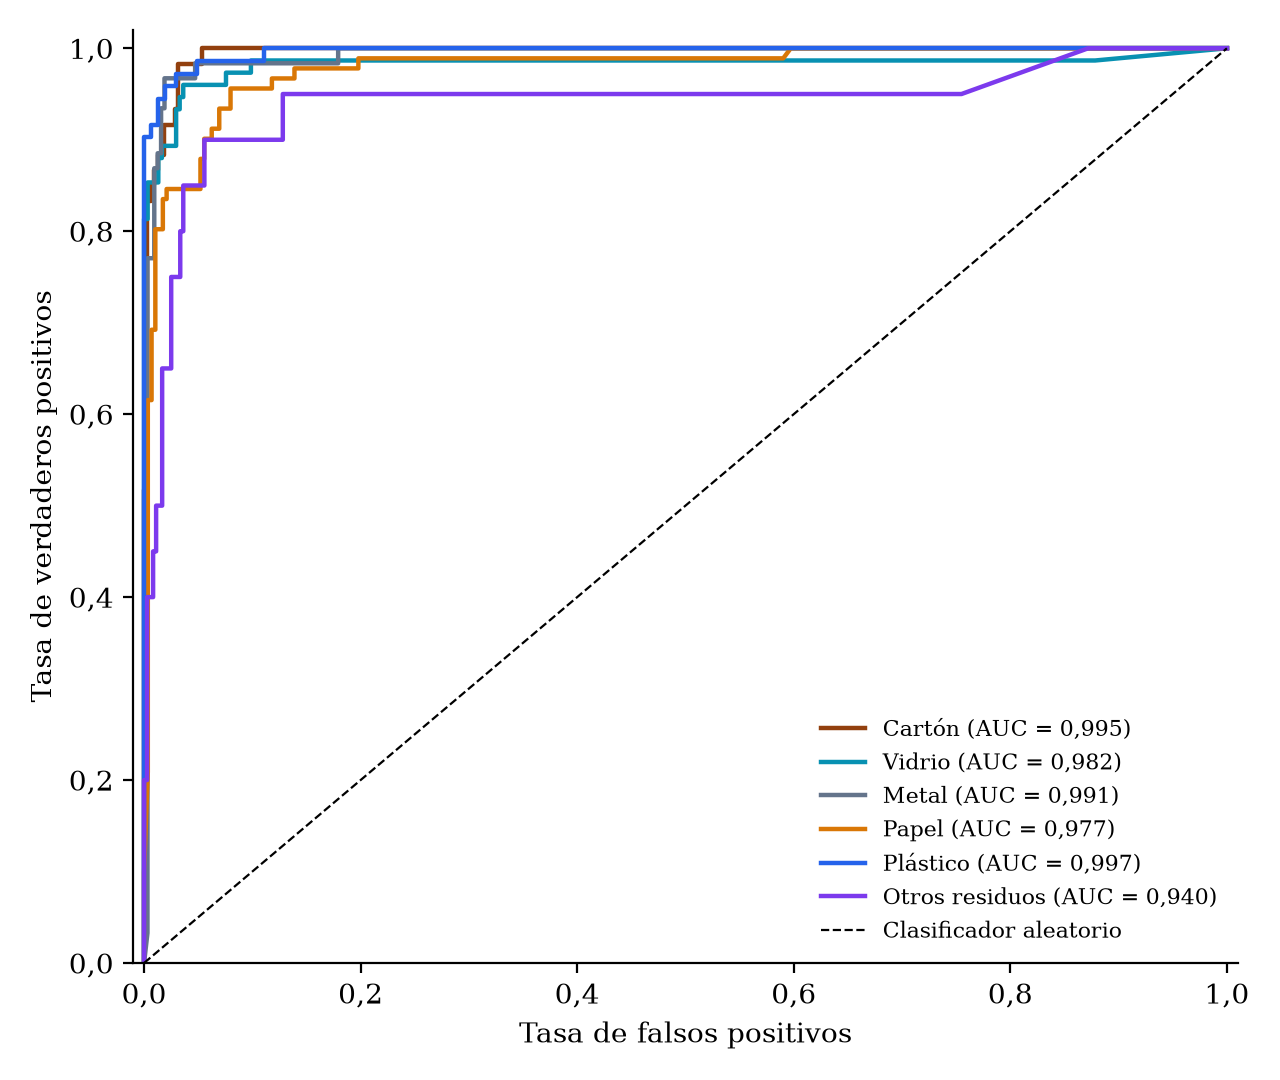 1,0
0,8
0,6
0,4
0,2
0,0
Tasa de verdaderos positivos
Cartón (AUC = 0,995)
Vidrio (AUC = 0,982)
Metal (AUC = 0,991)
Papel (AUC = 0,977)
Plástico (AUC = 0,997)
Otros residuos (AUC = 0,940)
Clasificador aleatorio
0,0 0,2 0,4 0,6 0,8 1,0
Tasa de falsos positivos